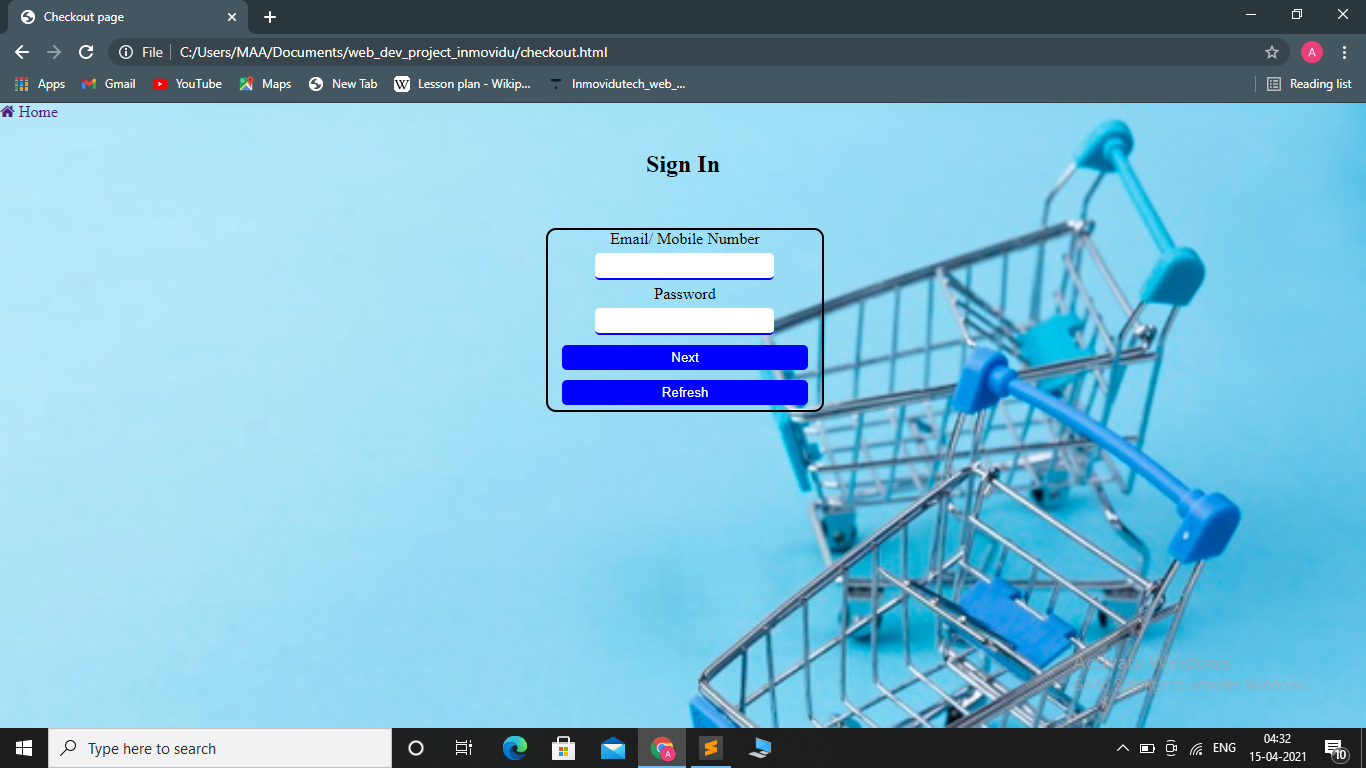 Checkout page
File C:/Users/MAA/Documents/web_dev_project_inmovidu/checkout.html A
Apps Gmail YouTube Maps New Tab Lesson plan - Wikip... Inmovidutech_web_... Reading list
Home
Sign In
Email/ Mobile Number
Password
Next
Refresh
Activate Windows
Go to Settings to activate Windows.
Type here to search A ENG 04:32
15-04-2021 10